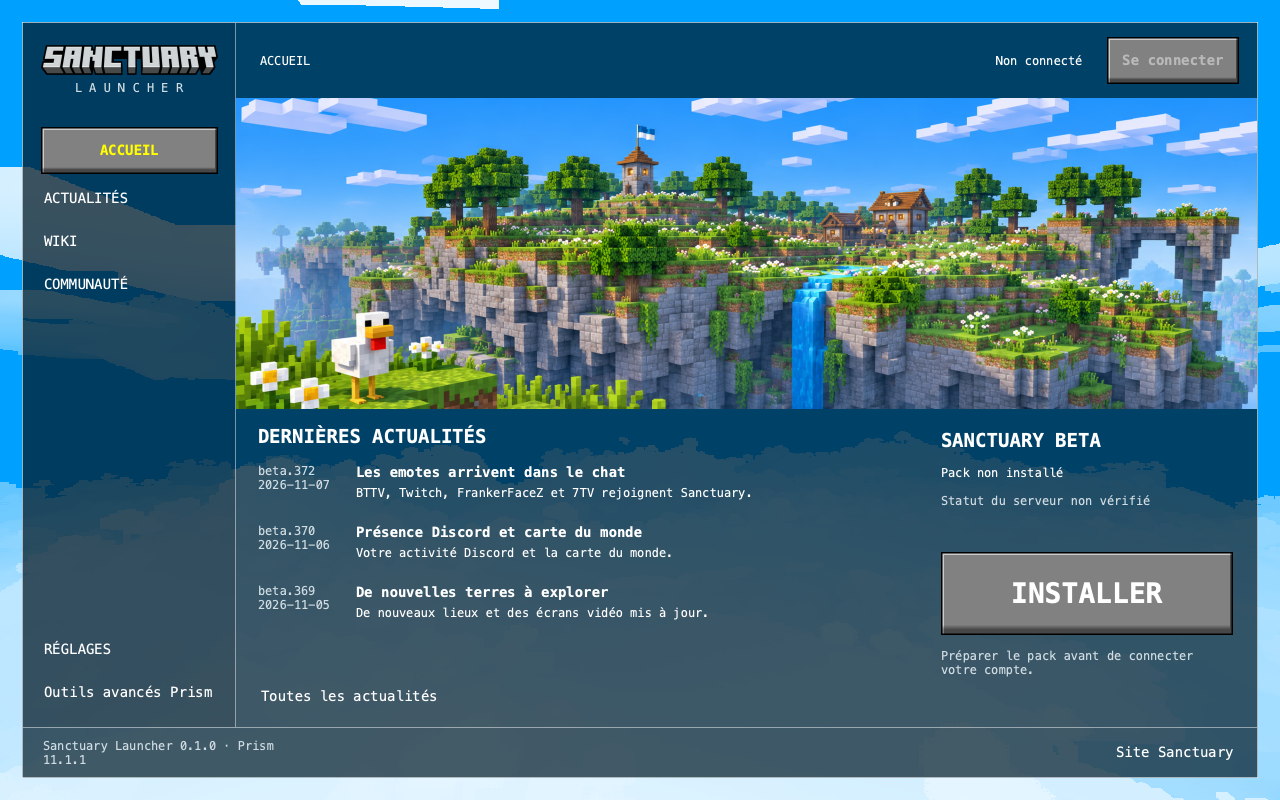 SANCTUARY
LAUNCHER
ACCUEIL
ACTUALITÉS
WIKI
COMMUNAUTÉ
RÉGLAGES
Outils avancés Prism
ACCUEIL
Non connecté
Se connecter
DERNIÈRES ACTUALITÉS
beta.372
2026-11-07
Les emotes arrivent dans le chat
BTTV, Twitch, FrankerFaceZ et 7TV rejoignent Sanctuary.
beta.370
2026-11-06
Présence Discord et carte du monde
Votre activité Discord et la carte du monde.
beta.369
2026-11-05
De nouvelles terres à explorer
De nouveaux lieux et des écrans vidéo mis à jour.
Toutes les actualités
SANCTUARY BETA
Pack non installé
Statut du serveur non vérifié
INSTALLER
Préparer le pack avant de connecter
votre compte.
Sanctuary Launcher 0.1.0 · Prism
11.1.1
Site Sanctuary